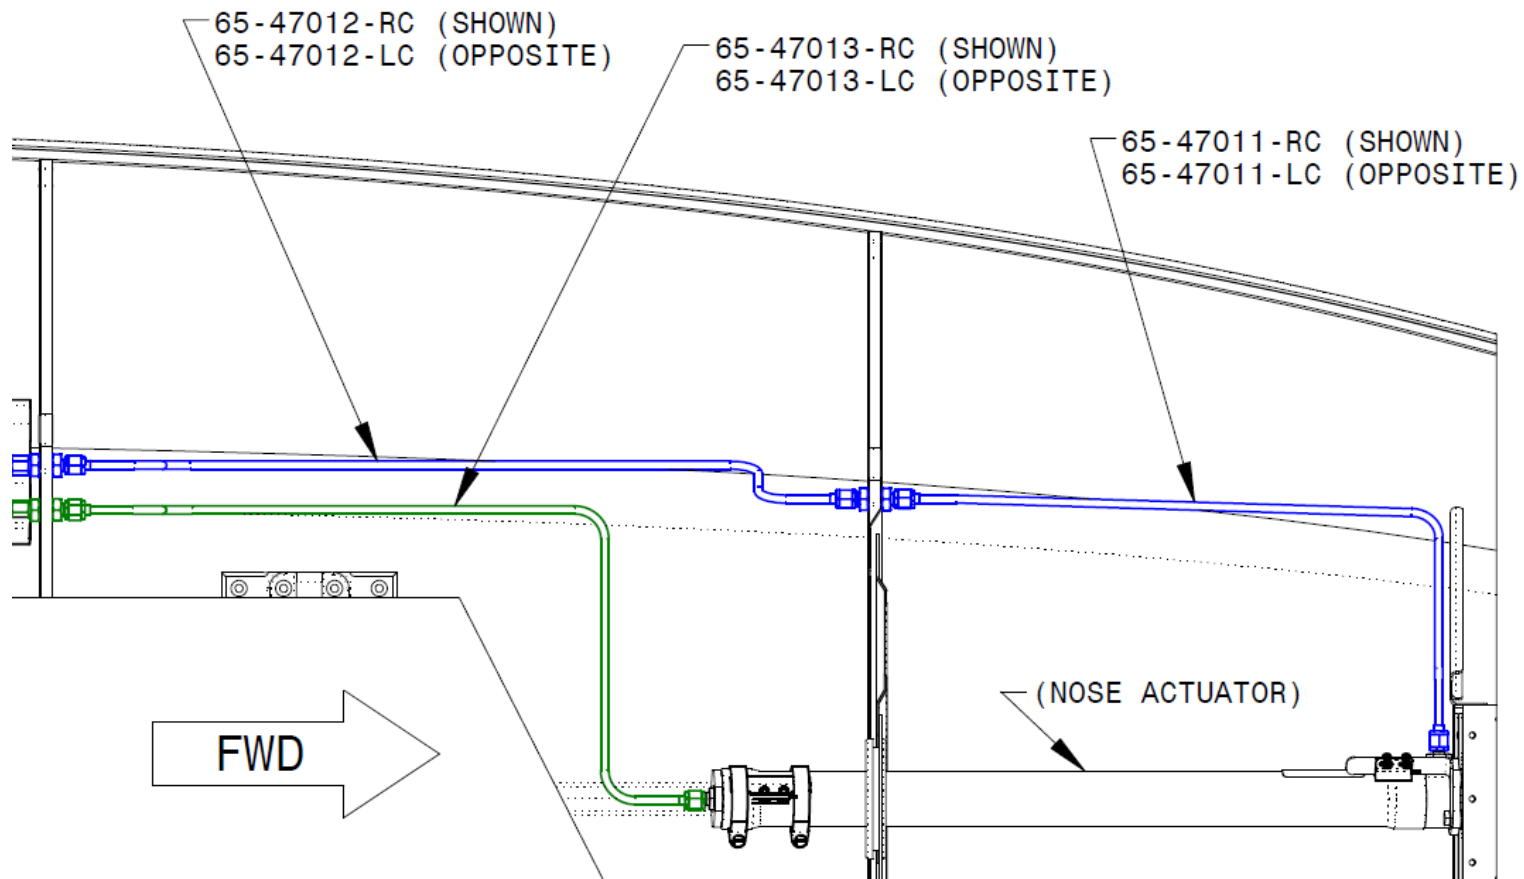 65-47012-RC (SHOWN)
65-47012-LC (OPPOSITE)
65-47013-RC (SHOWN)
65-47013-LC (OPPOSITE)
65-47011-RC (SHOWN)
65-47011-LC (OPPOSITE)
(NOSE ACTUATOR)
FWD